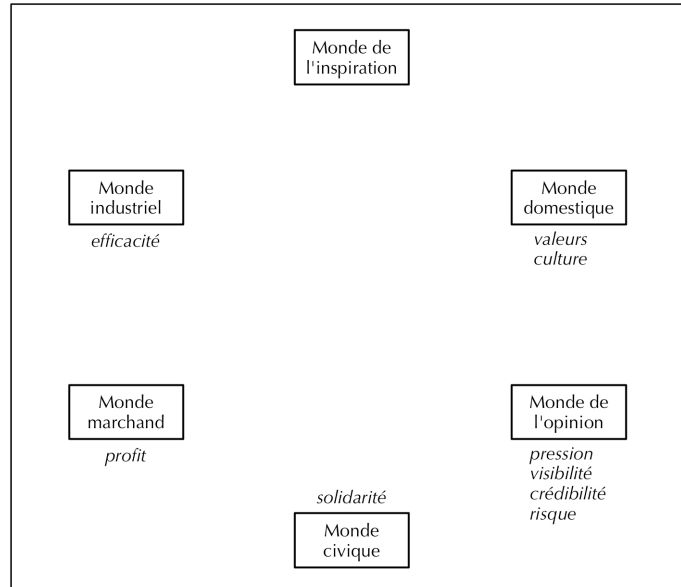 Monde de
l'inspiration
Monde
industriel
efficacité
Monde
domestique
valeurs
culture
Monde
marchand
profit
Monde de
l'opinion
pression
visibilité
crédibilité
risque
solidarité
Monde
civique